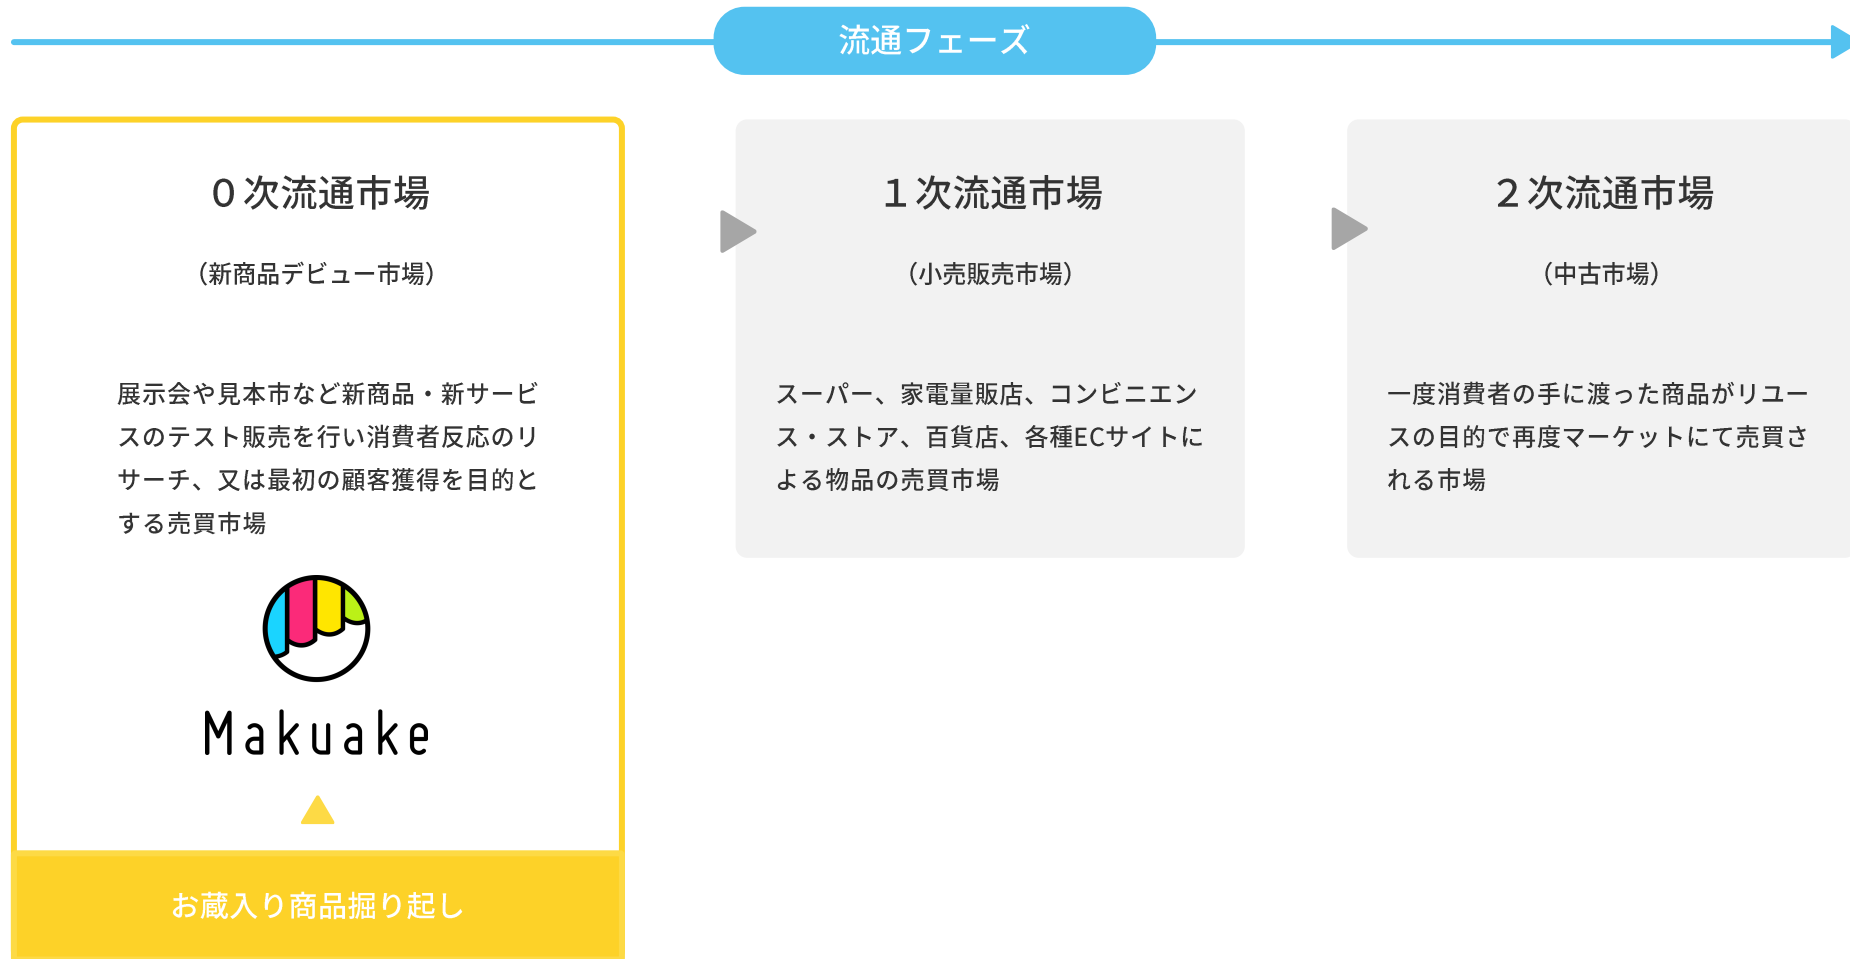 流通フェーズ
０次流通市場
（新商品デビュー市場）
展示会や見本市など新商品・新サービ
スのテスト販売を行い消費者反応のリ
サーチ、又は最初の顧客獲得を目的と
する売買市場
Makuake
お蔵入り商品掘り起し
１次流通市場
（小売販売市場）
スーパー、家電量販店、コンビニエン
ス・ストア、百貨店、各種ECサイトに
よる物品の売買市場
２次流通市場
（中古市場）
一度消費者の手に渡った商品がリユー
スの目的で再度マーケットにて売買さ
れる市場